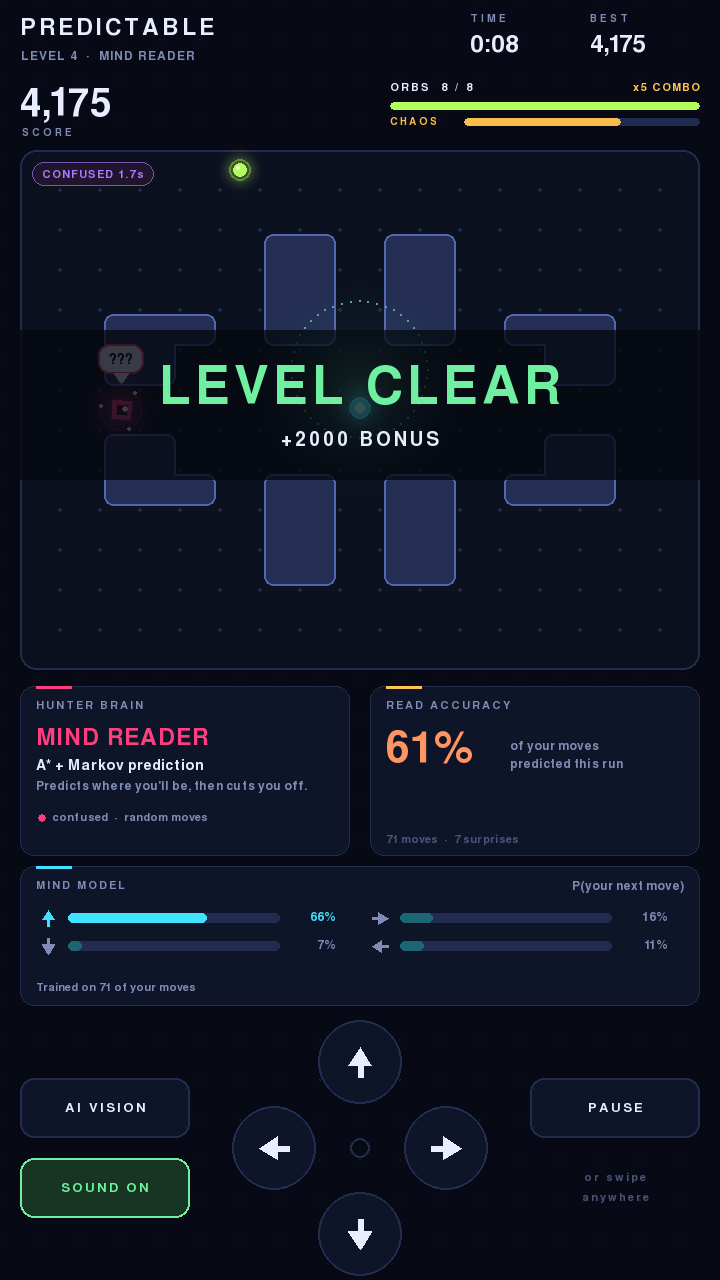 PREDICTABLE
LEVEL 4 · MIND READER
TIME
0:08
BEST
4,175
4,175
SCORE
ORBS 8 / 8
x5 COMBO
CHAOS
CONFUSED 1.7s
???
LEVEL CLEAR
+2000 BONUS
HUNTER BRAIN
MIND READER
A* + Markov prediction
Predicts where you'll be, then cuts you off.
confused · random moves
READ ACCURACY
61%
of your moves
predicted this run
71 moves · 7 surprises
MIND MODEL
P(your next move)
66%
16%
7%
11%
Trained on 71 of your moves
AI VISION
PAUSE
SOUND ON
or swipe
anywhere